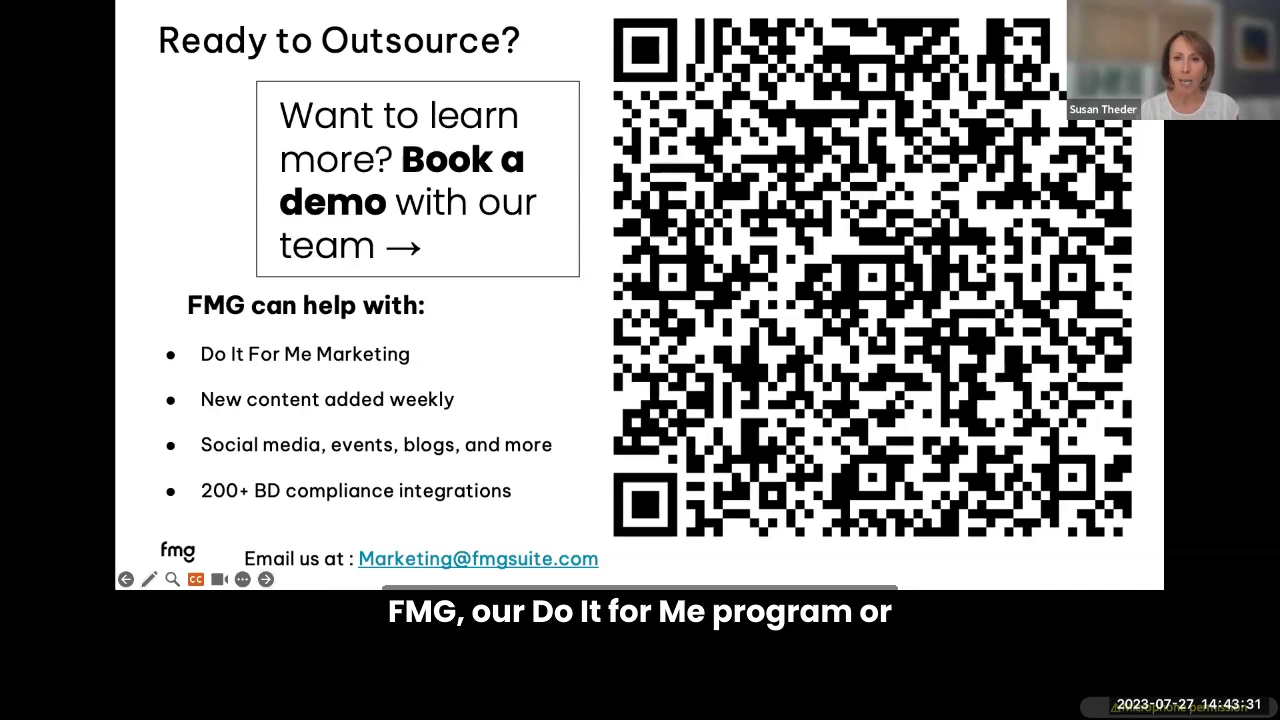 Ready to Outsource?
Want to learn
more? Book a
demo with our
team →
FMG can help with:
• Do It For Me Marketing
• New content added weekly
• Social media, events, blogs, and more
• 200+ BD compliance integrations
fmg
Email us at : Marketing@fmgsuite.com
CC
Susan Theder
FMG, our Do It for Me program or
2023-07-27 14:43:31